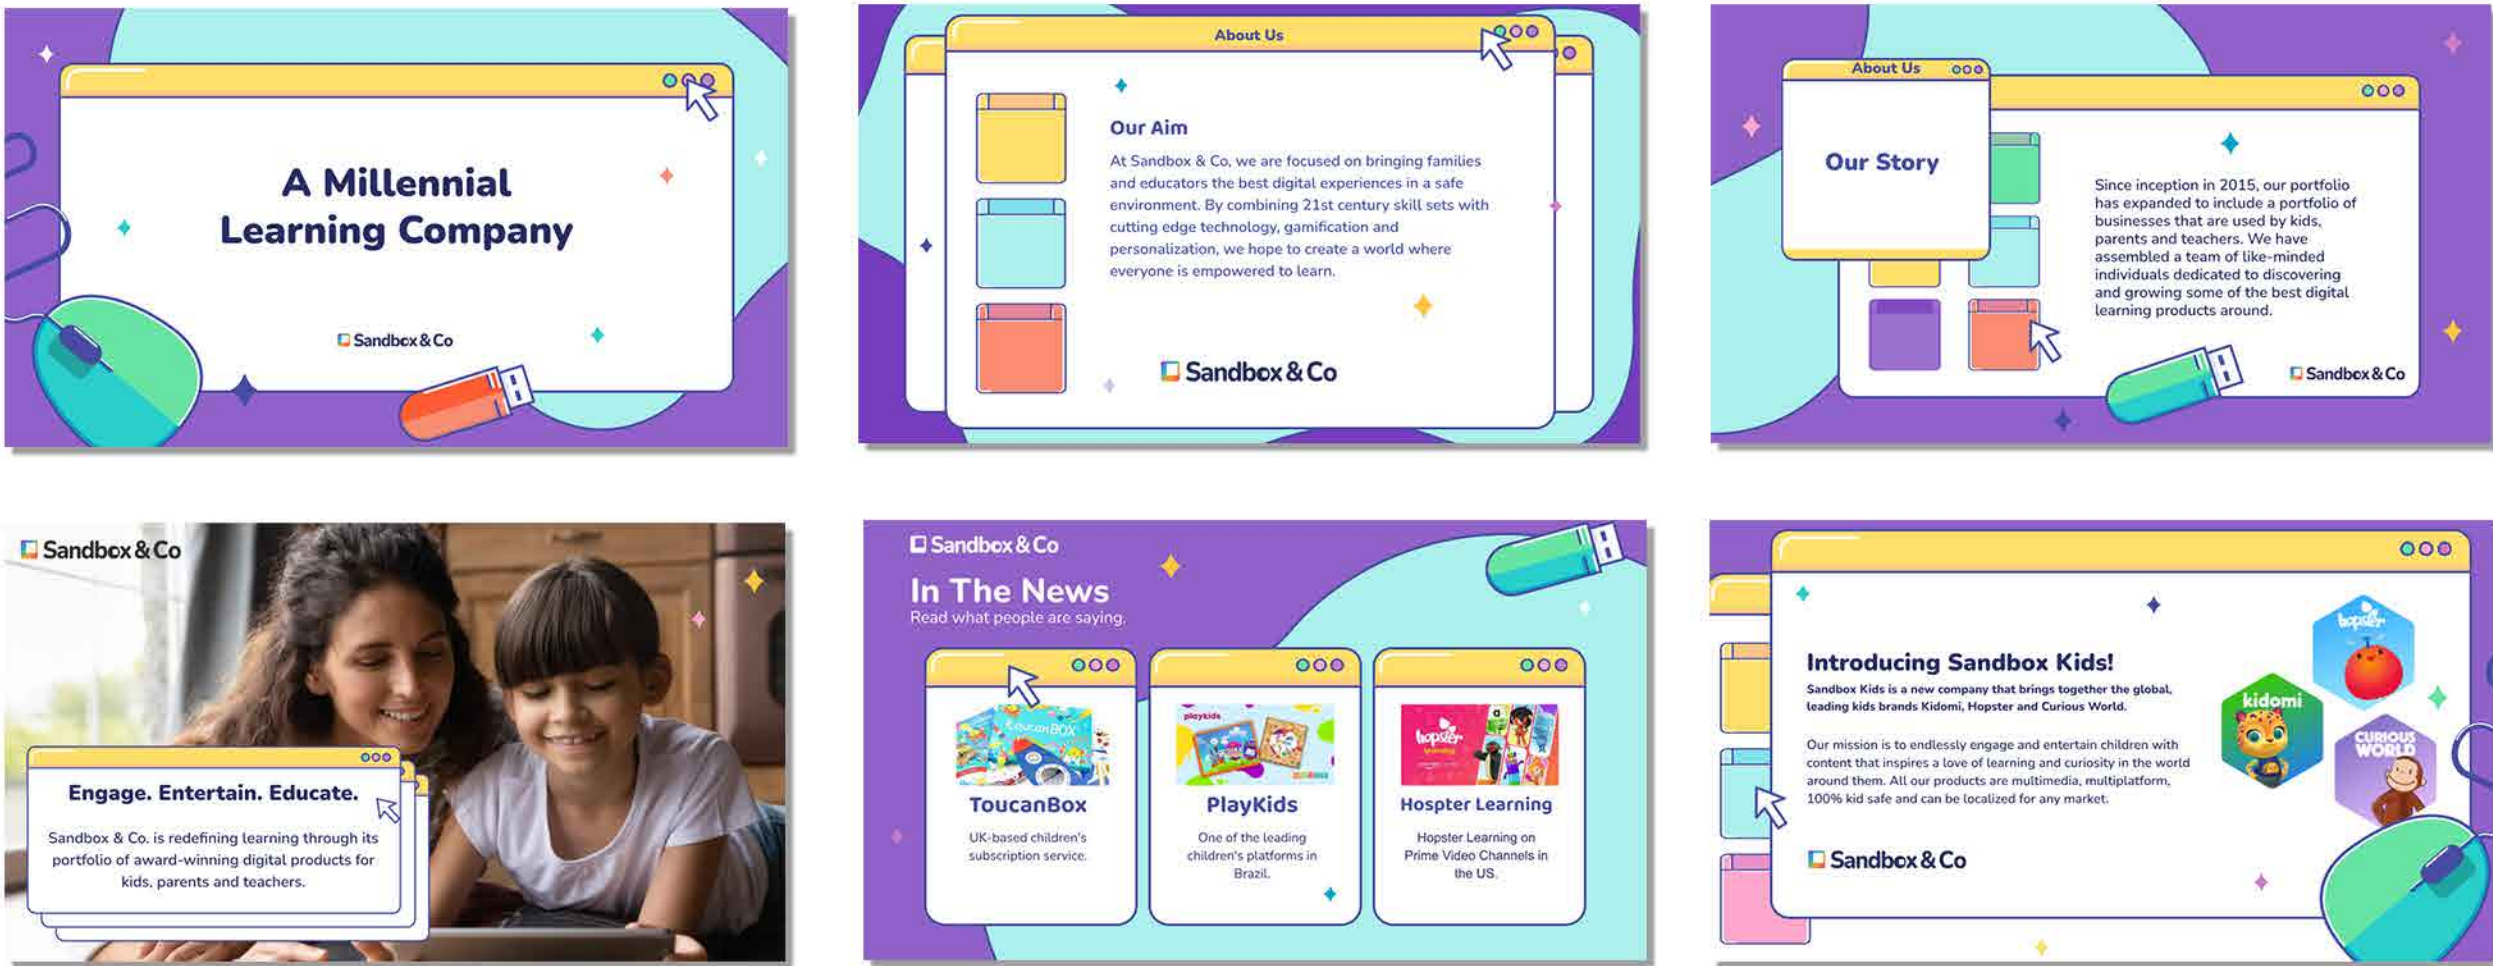 A Millennial
Learning Company
Sandbox & Co
About Us
Our Aim
At Sandbox & Co, we are focused on bringing families
and educators the best digital experiences in a safe
environment. By combining 21st century skill sets with
cutting edge technology, gamification and
personalization, we hope to create a world where
everyone is empowered to learn.
Sandbox & Co
About Us
Our Story
Since inception in 2015, our portfolio
has expanded to include a portfolio of
businesses that are used by kids,
parents and teachers. We have
assembled a team of like-minded
individuals dedicated to discovering
and growing some of the best digital
learning products around.
Sandbox & Co
Sandbox & Co
Engage. Entertain. Educate.
Sandbox & Co. is redefining learning through its
portfolio of award-winning digital products for
kids, parents and teachers.
Sandbox & Co
In The News
Read what people are saying.
toucanBOX
ToucanBox
UK-based children's
subscription service.
playkids
PlayKids
One of the leading
children's platforms in
Brazil.
hopster
learning
Hospter Learning
Hopster Learning on
Prime Video Channels in
the US.
Introducing Sandbox Kids!
Sandbox Kids is a new company that brings together the global,
leading kids brands Kidomi, Hopster and Curious World.
Our mission is to endlessly engage and entertain children with
content that inspires a love of learning and curiosity in the world
around them. All our products are multimedia, multiplatform,
100% kid safe and can be localized for any market.
Sandbox & Co
hopster
kidomi
CURIOUS
WORLD